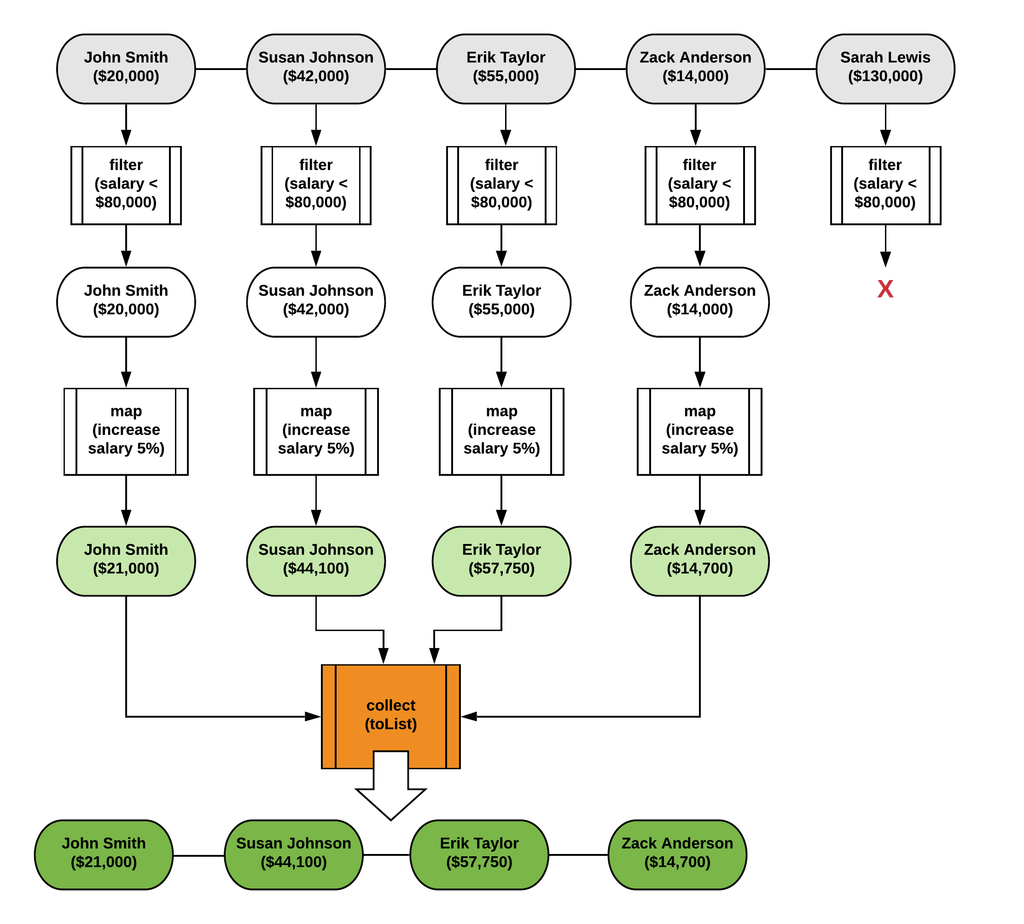 John Smith
($20,000)
Susan Johnson
($42,000)
Erik Taylor
($55,000)
Zack Anderson
($14,000)
Sarah Lewis
($130,000)
filter
(salary <
$80,000)
filter
(salary <
$80,000)
filter
(salary <
$80,000)
filter
(salary <
$80,000)
filter
(salary <
$80,000)
John Smith
($20,000)
Susan Johnson
($42,000)
Erik Taylor
($55,000)
Zack Anderson
($14,000)
X
map
(increase
salary 5%)
map
(increase
salary 5%)
map
(increase
salary 5%)
map
(increase
salary 5%)
John Smith
($21,000)
Susan Johnson
($44,100)
Erik Taylor
($57,750)
Zack Anderson
($14,700)
collect
(toList)
John Smith
($21,000)
Susan Johnson
($44,100)
Erik Taylor
($57,750)
Zack Anderson
($14,700)